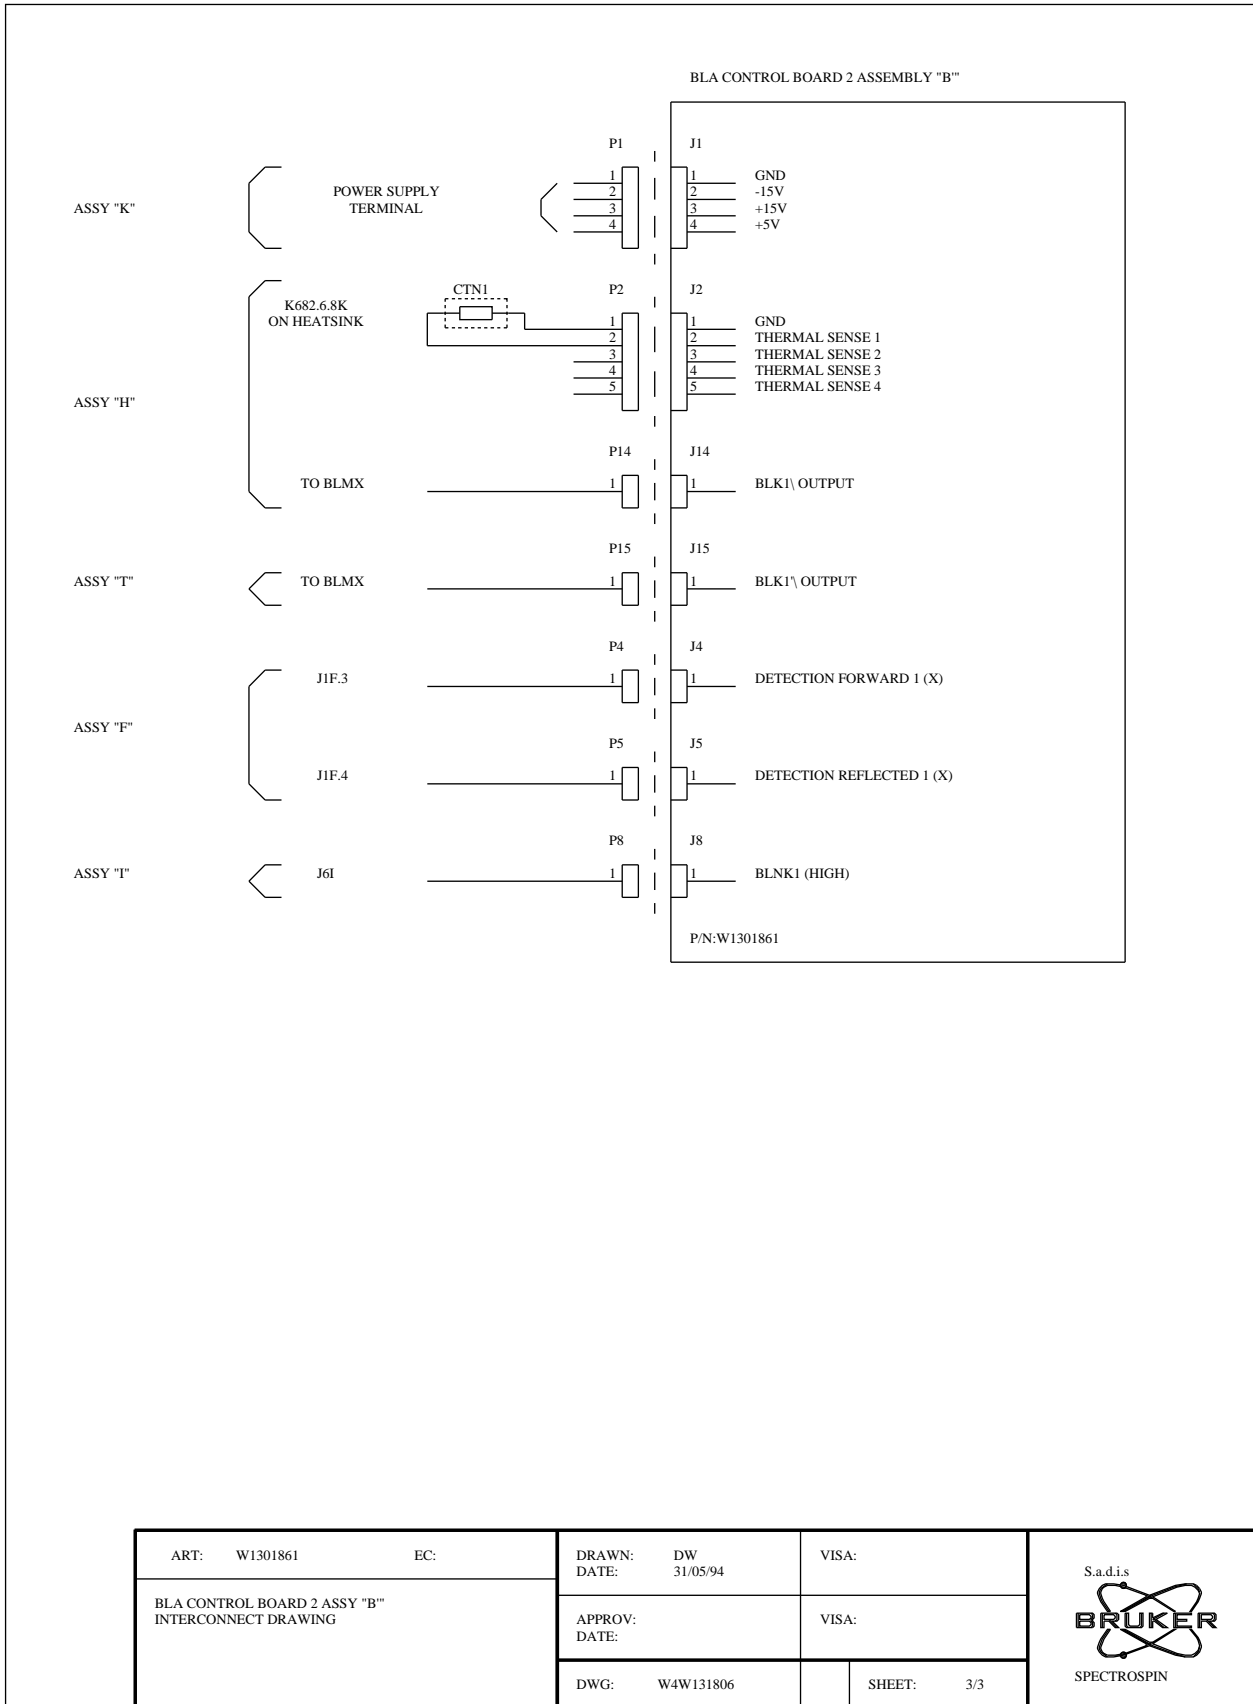 BLA CONTROL BOARD 2 ASSEMBLY "B'"
P1 J1
ASSY "K"
POWER SUPPLY
TERMINAL
1 1 GND
2 2 -15V
3 3 +15V
4 4 +5V
K682.6.8K
ON HEATSINK
CTN1
P2 J2
1 1 GND
2 2 THERMAL SENSE 1
3 3 THERMAL SENSE 2
4 4 THERMAL SENSE 3
5 5 THERMAL SENSE 4
ASSY "H"
P14 J14
TO BLMX 1 1 BLK1\ OUTPUT
P15 J15
ASSY "T" TO BLMX 1 1 BLK1'\ OUTPUT
P4 J4
J1F.3 1 1 DETECTION FORWARD 1 (X)
ASSY "F"
P5 J5
J1F.4 1 1 DETECTION REFLECTED 1 (X)
P8 J8
ASSY "I" J6I 1 1 BLNK1 (HIGH)
P/N:W1301861
ART: W1301861 EC:
BLA CONTROL BOARD 2 ASSY "B'"
INTERCONNECT DRAWING
DRAWN: DW
DATE: 31/05/94
VISA:
APPROV:
DATE:
VISA:
DWG: W4W131806
SHEET: 3/3
S.a.d.i.s
BRUKER
SPECTROSPIN